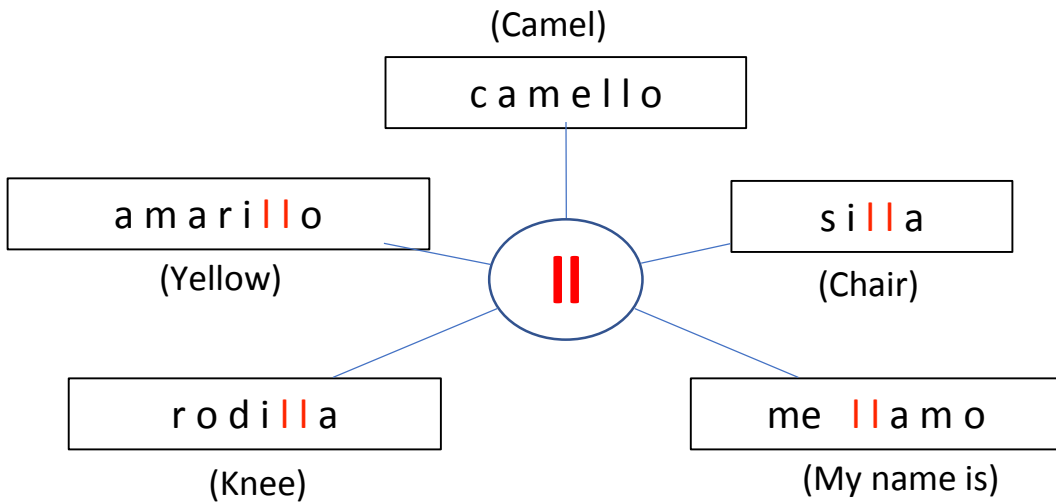 (Camel)
c a m e l l o
a m a r i l l o
(Yellow)
s i l l a
(Chair)
ll
r o d i l l a
(Knee)
me l l a m o
(My name is)